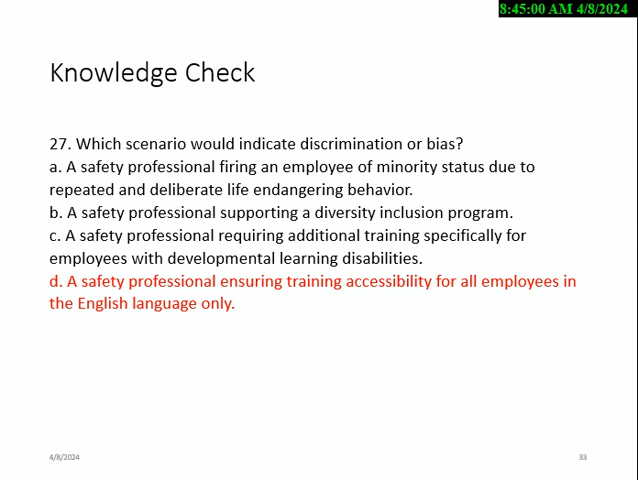 8:45:00 AM 4/8/2024
Knowledge Check
27. Which scenario would indicate discrimination or bias?
a. A safety professional firing an employee of minority status due to
repeated and deliberate life endangering behavior.
b. A safety professional supporting a diversity inclusion program.
c. A safety professional requiring additional training specifically for
employees with developmental learning disabilities.
d. A safety professional ensuring training accessibility for all employees in
the English language only.
4/8/2024
33